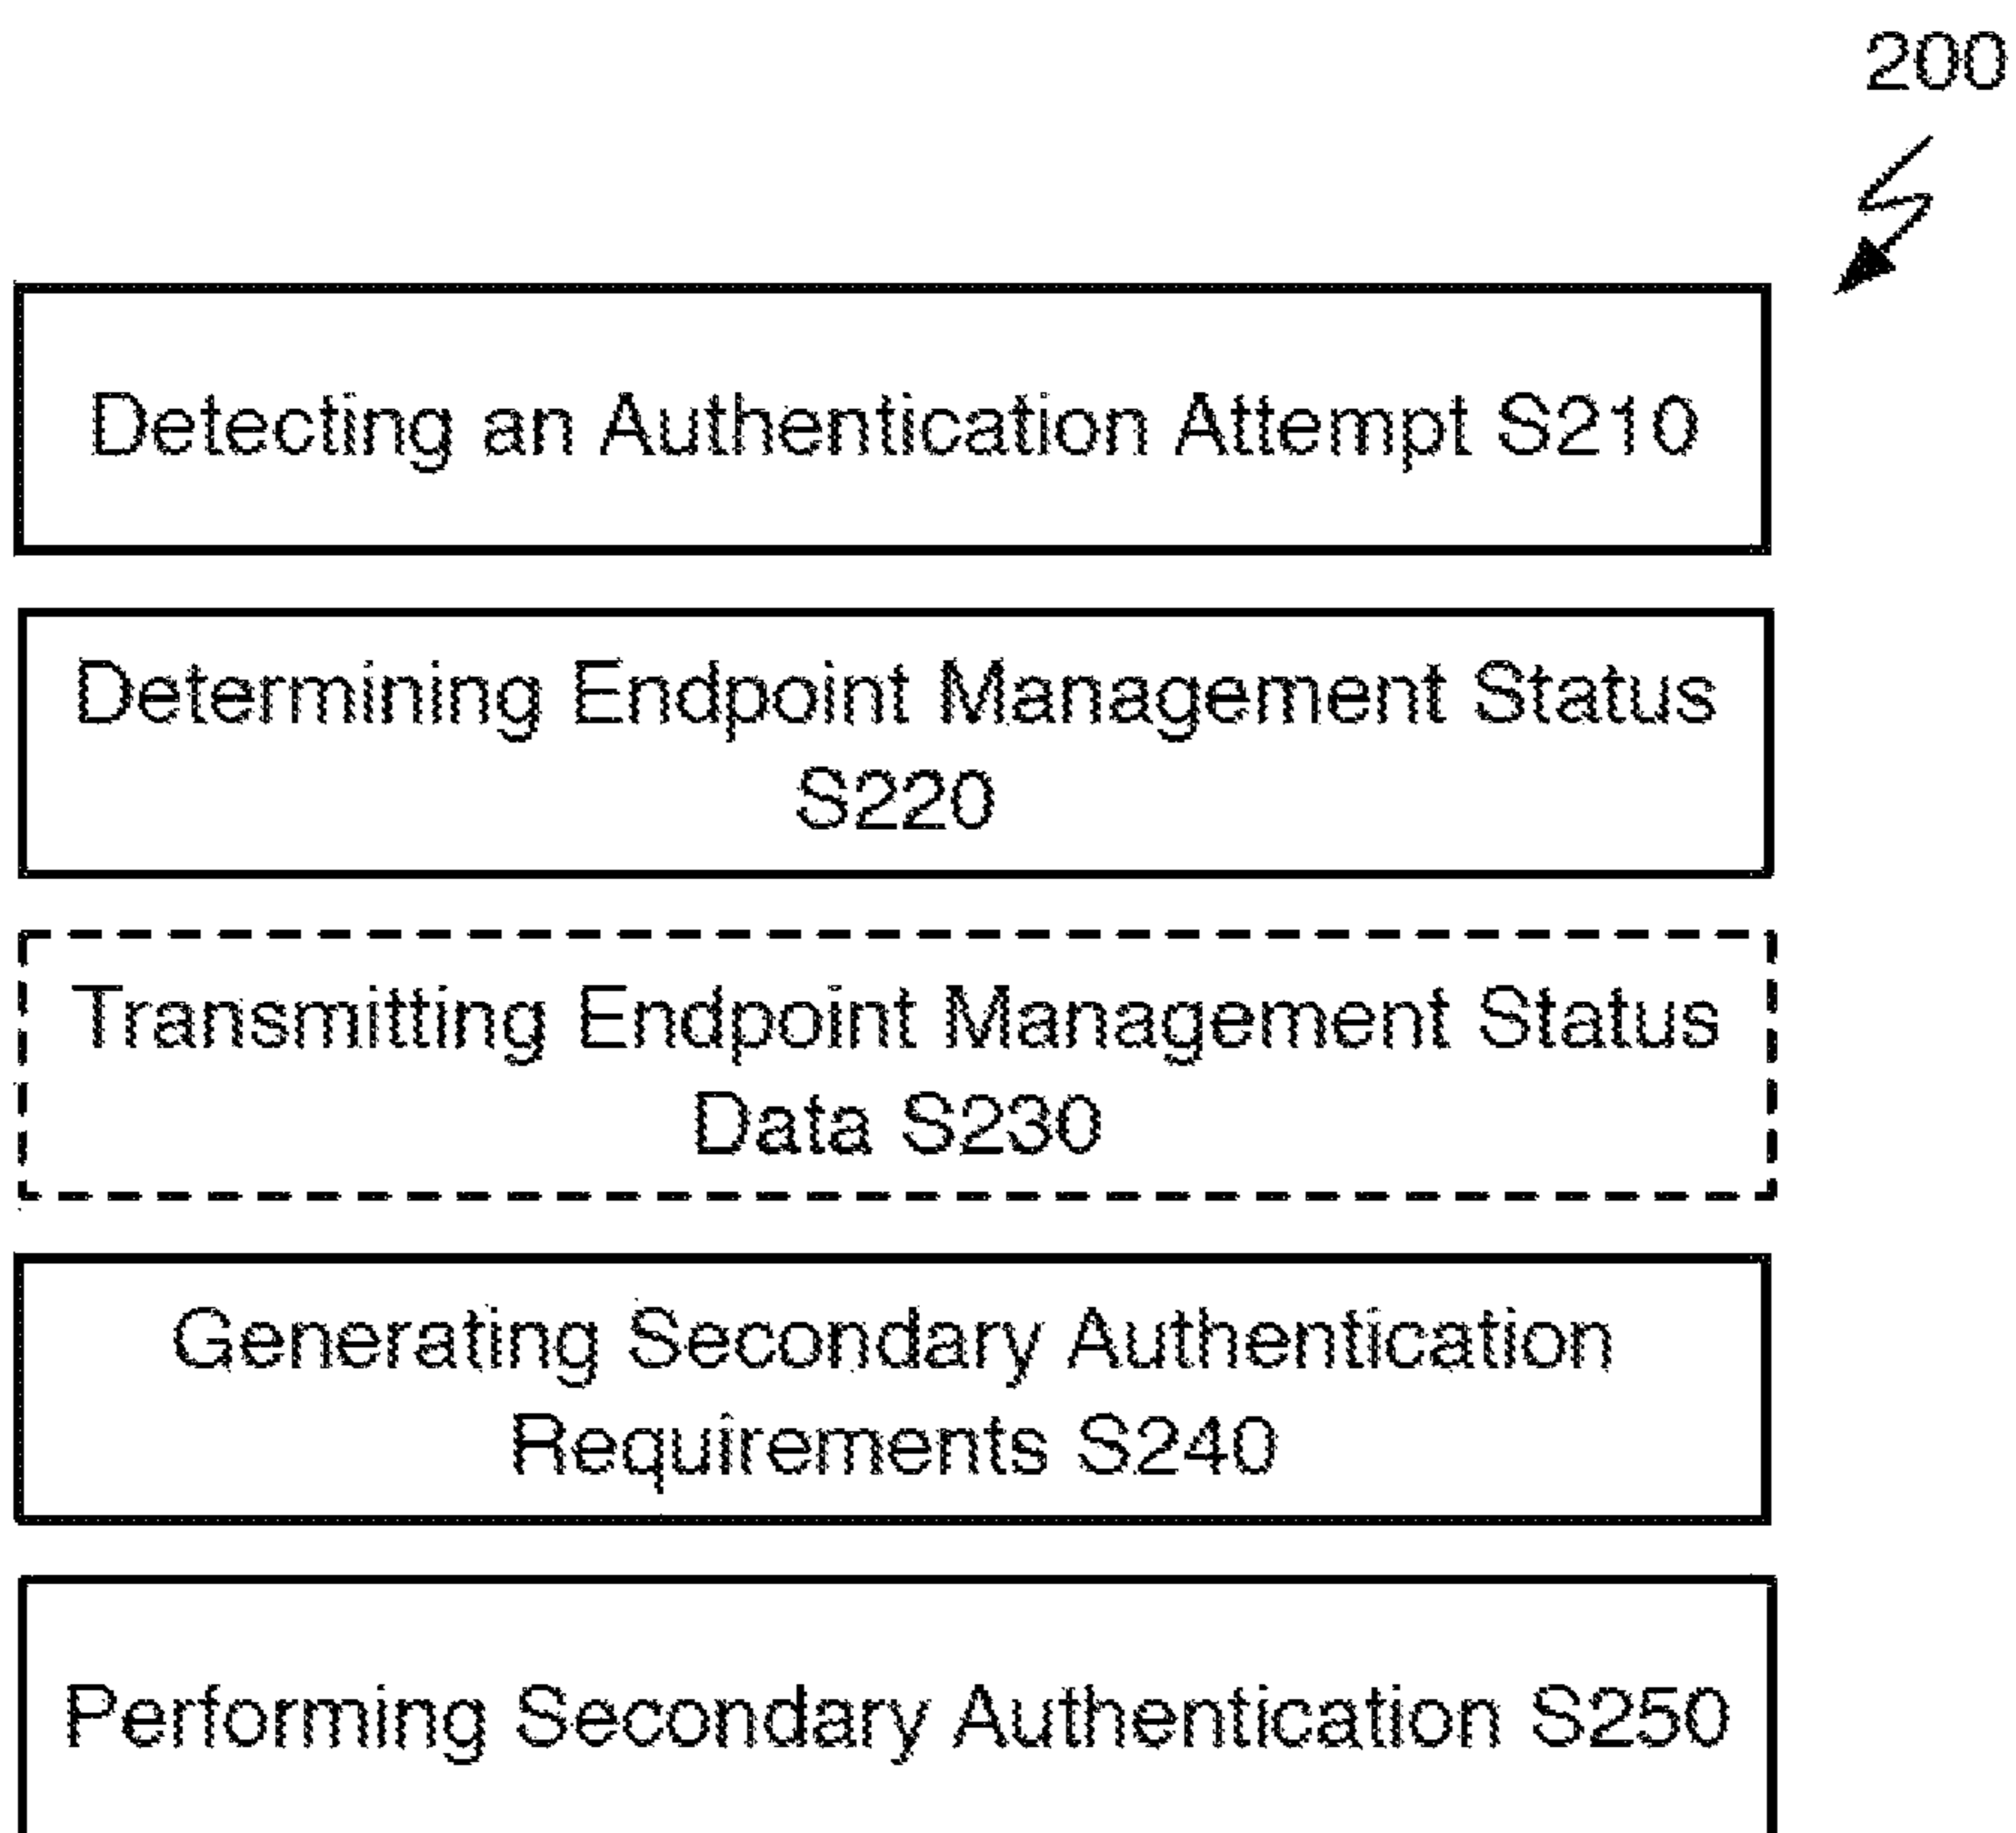 200
Detecting an Authentication Attempt S210
Determining Endpoint Management Status
S220
Transmitting Endpoint Management Status
Data S230
Generating Secondary Authentication
Requirements S240
Performing Secondary Authentication S250